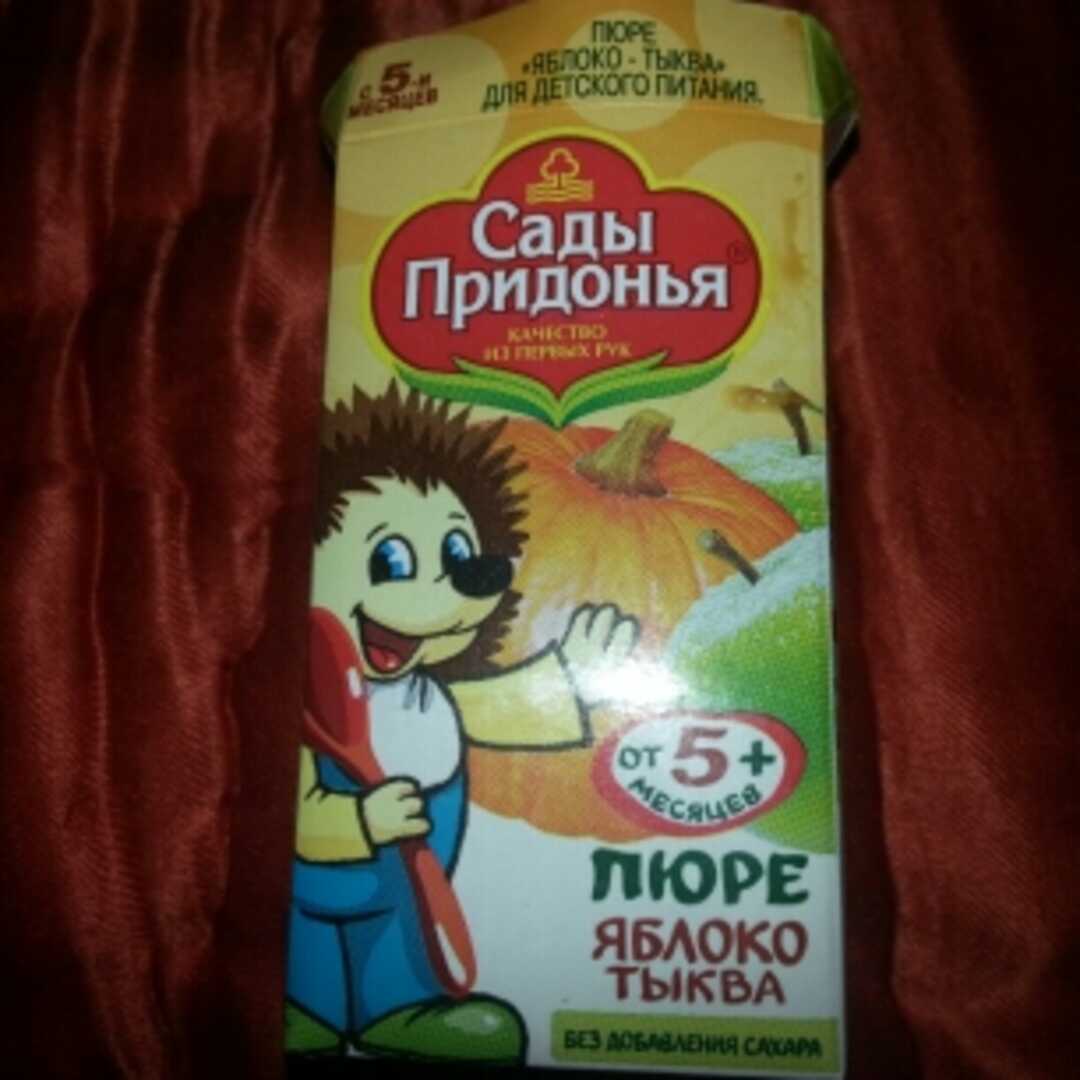 ПЮРЕ
«ЯБЛОКО - ТЫКВА»
ДЛЯ ДЕТСКОГО ПИТАНИЯ.
С 5-И
МЕСЯЦЕВ
Сады
Придонья®
КАЧЕСТВО
ИЗ ПЕРВЫХ РУК
ОТ 5+
МЕСЯЦЕВ
ПЮРЕ
ЯБЛОКО
ТЫКВА
БЕЗ ДОБАВЛЕНИЯ САХАРА